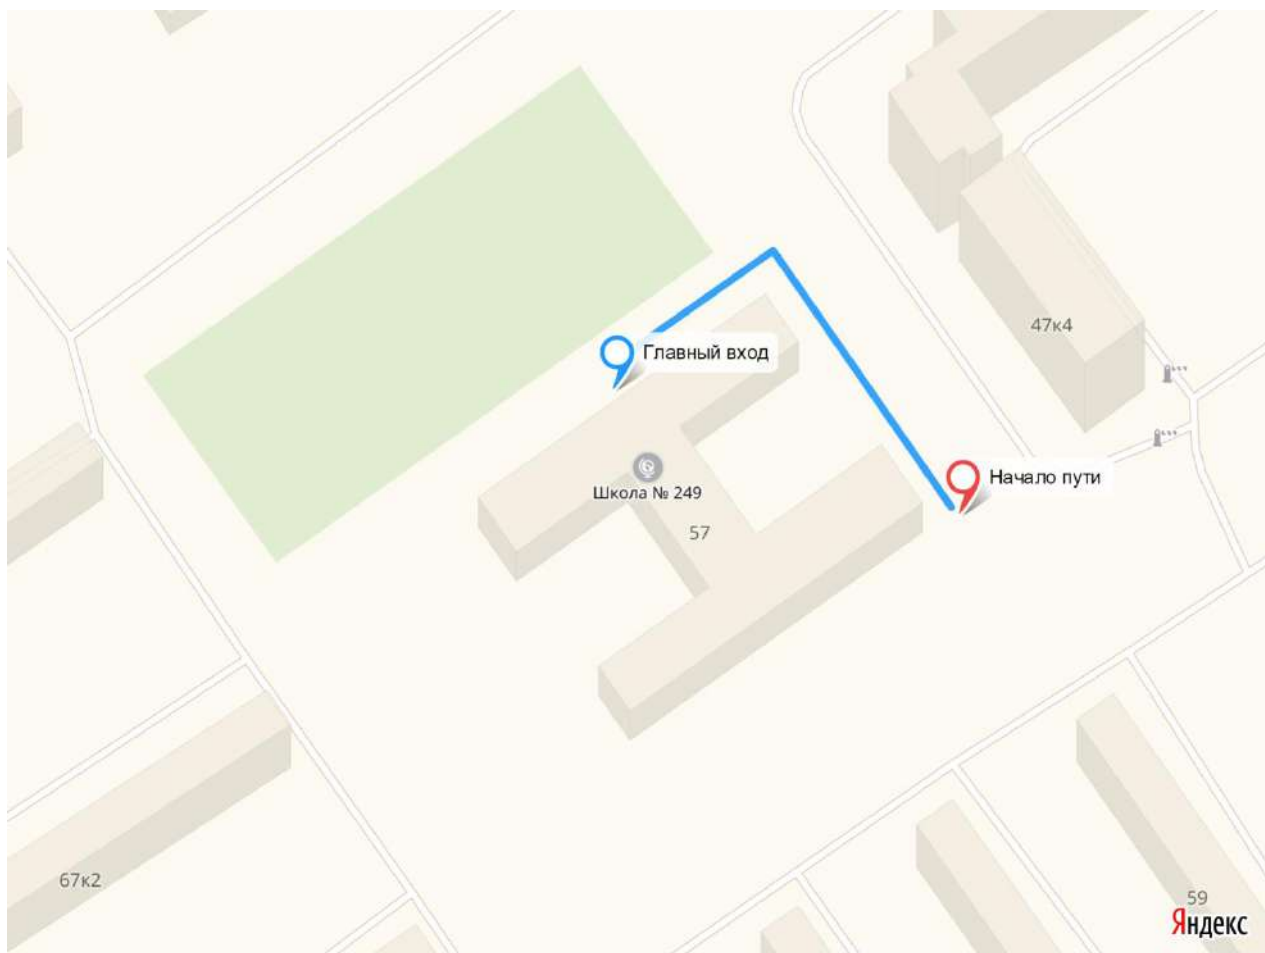 47к4
Главный вход
Начало пути
Школа № 249
57
67к2
59
Яндекс